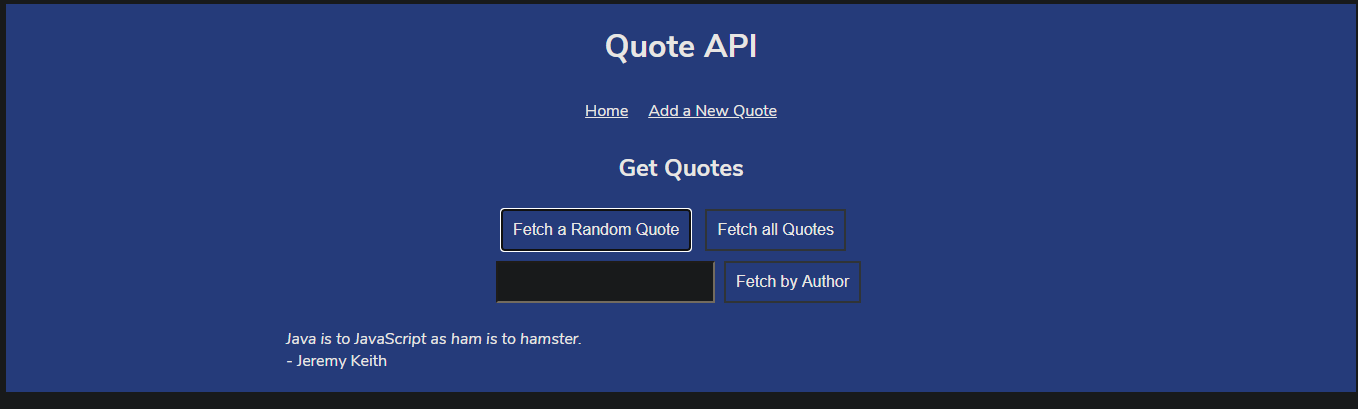 Quote API
Home Add a New Quote
Get Quotes
Fetch a Random Quote Fetch all Quotes
Fetch by Author
Java is to JavaScript as ham is to hamster.
- Jeremy Keith